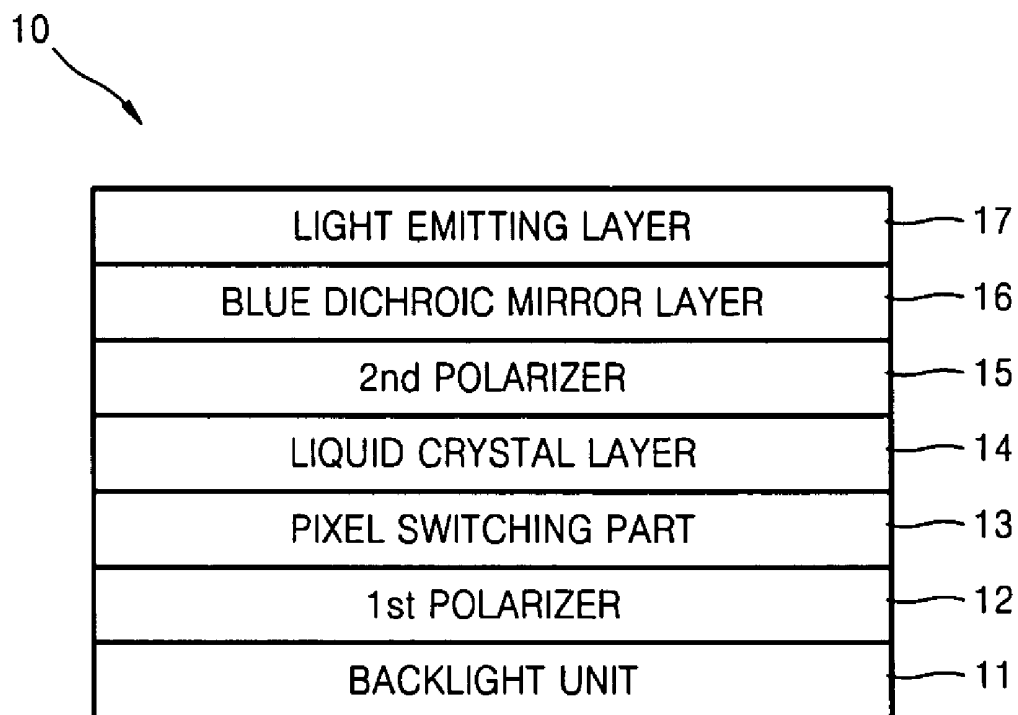 10
LIGHT EMITTING LAYER 17
BLUE DICHROIC MIRROR LAYER 16
2nd POLARIZER 15
LIQUID CRYSTAL LAYER 14
PIXEL SWITCHING PART 13
1st POLARIZER 12
BACKLIGHT UNIT 11